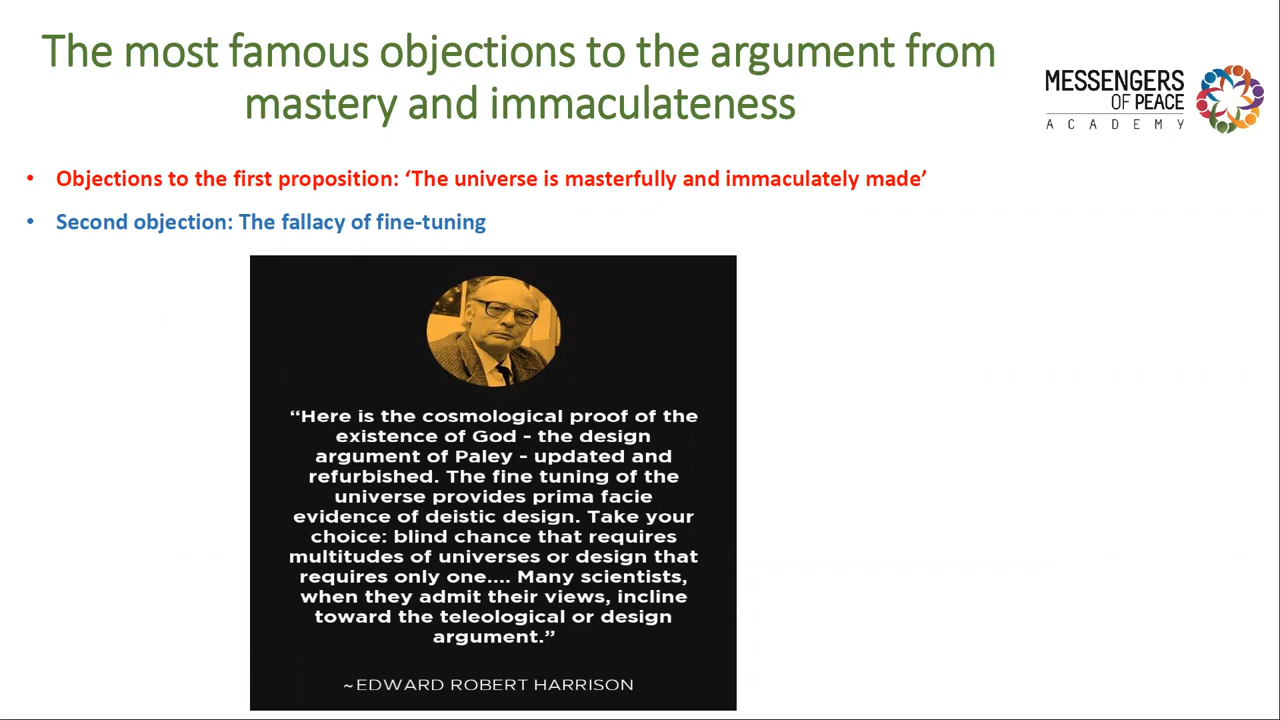 The most famous objections to the argument from
mastery and immaculateness
MESSENGERS
OF PEACE
ACADEMY
• Objections to the first proposition: ‘The universe is masterfully and immaculately made’
• Second objection: The fallacy of fine-tuning
“Here is the cosmological proof of the
existence of God - the design
argument of Paley - updated and
refurbished. The fine tuning of the
universe provides prima facie
evidence of deistic design. Take your
choice: blind chance that requires
multitudes of universes or design that
requires only one.... Many scientists,
when they admit their views, incline
toward the teleological or design
argument.”
~EDWARD ROBERT HARRISON